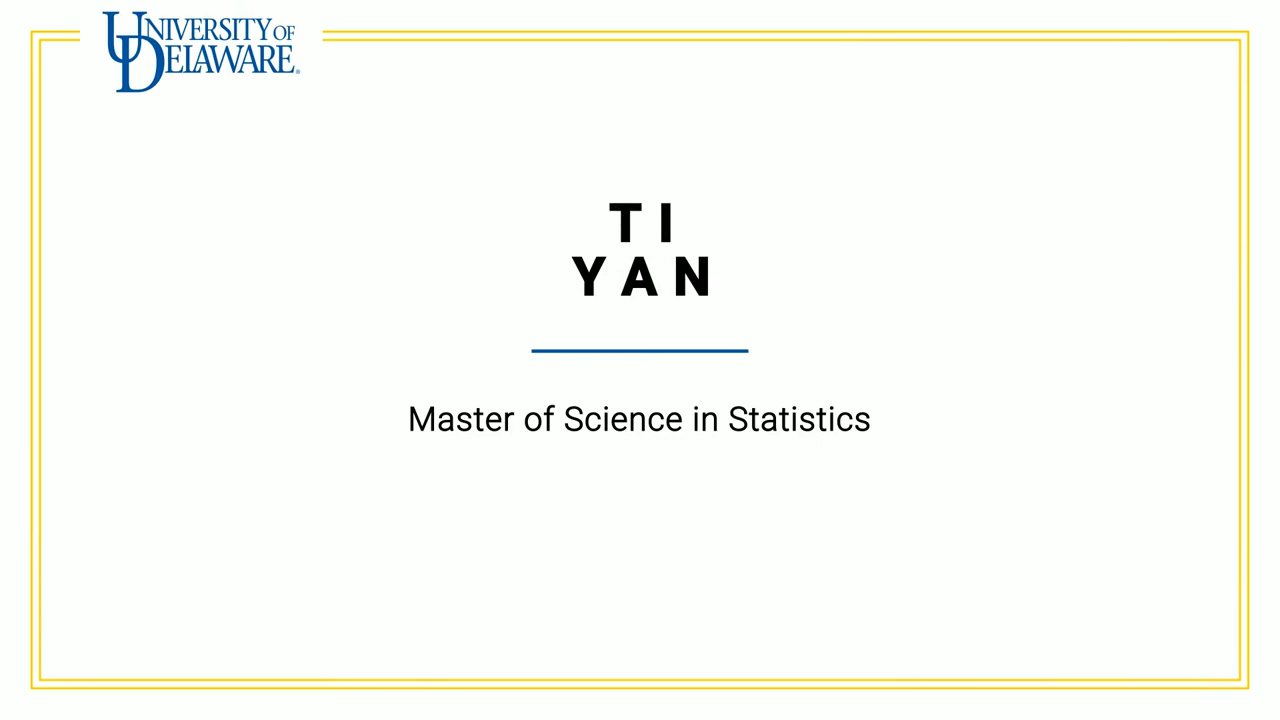 UNIVERSITY OF
DELAWARE
TI
YAN
Master of Science in Statistics